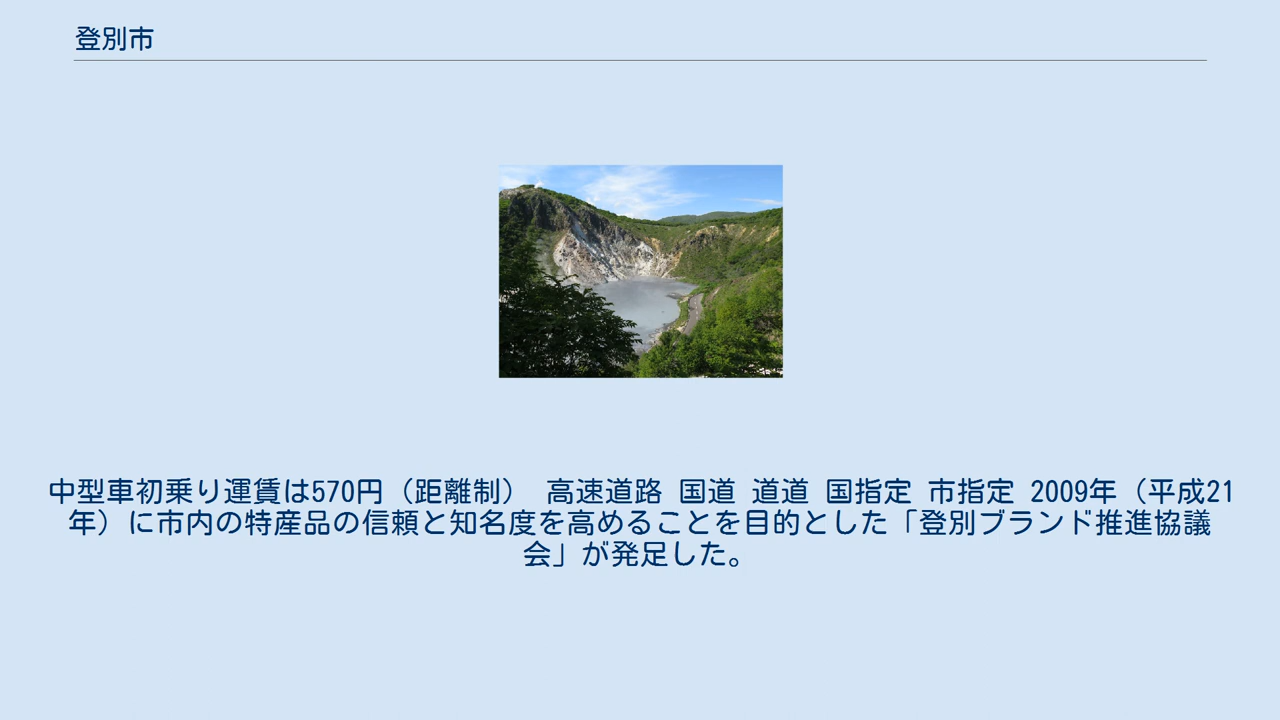 登別市
中型車初乗り運賃は570円（距離制） 高速道路 国道 道道 国指定 市指定 2009年（平成21
年）に市内の特産品の信頼と知名度を高めることを目的とした「登別ブランド推進協議
会」が発足した。